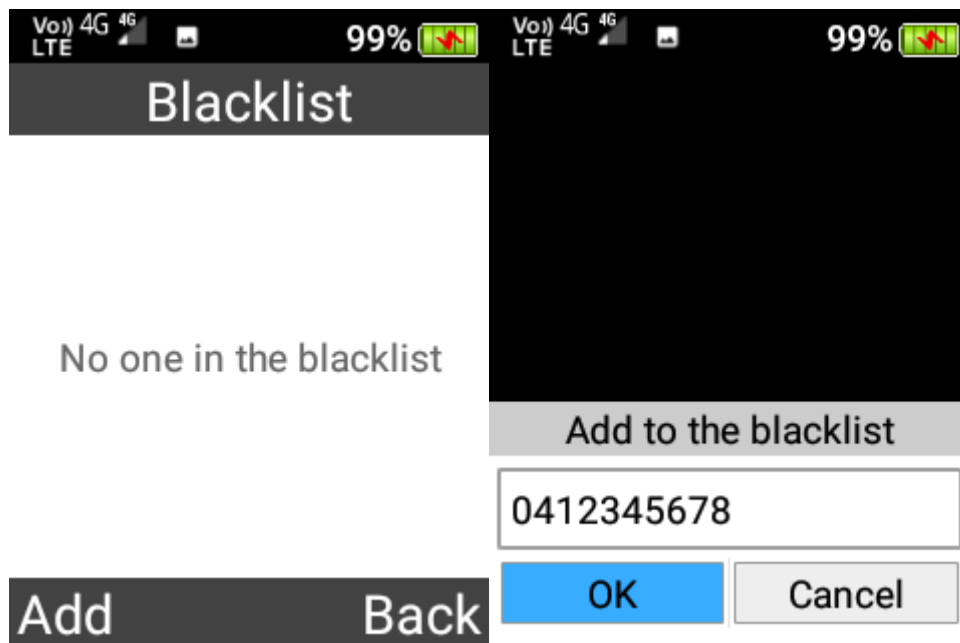 Vo)) 4G 4G 99%
LTE
Blacklist
No one in the blacklist
Add Back
Vo)) 4G 4G 99%
LTE
Add to the blacklist
0412345678
OK Cancel